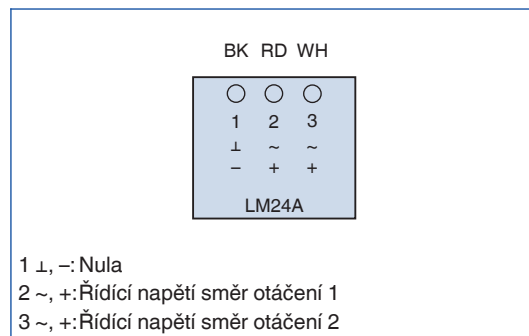 BK RD WH
1 2 3
⊥ ~ ~
– + +
LM24A
1 ⊥, –: Nula
2 ~, +: Řídící napětí směr otáčení 1
3 ~, +: Řídící napětí směr otáčení 2